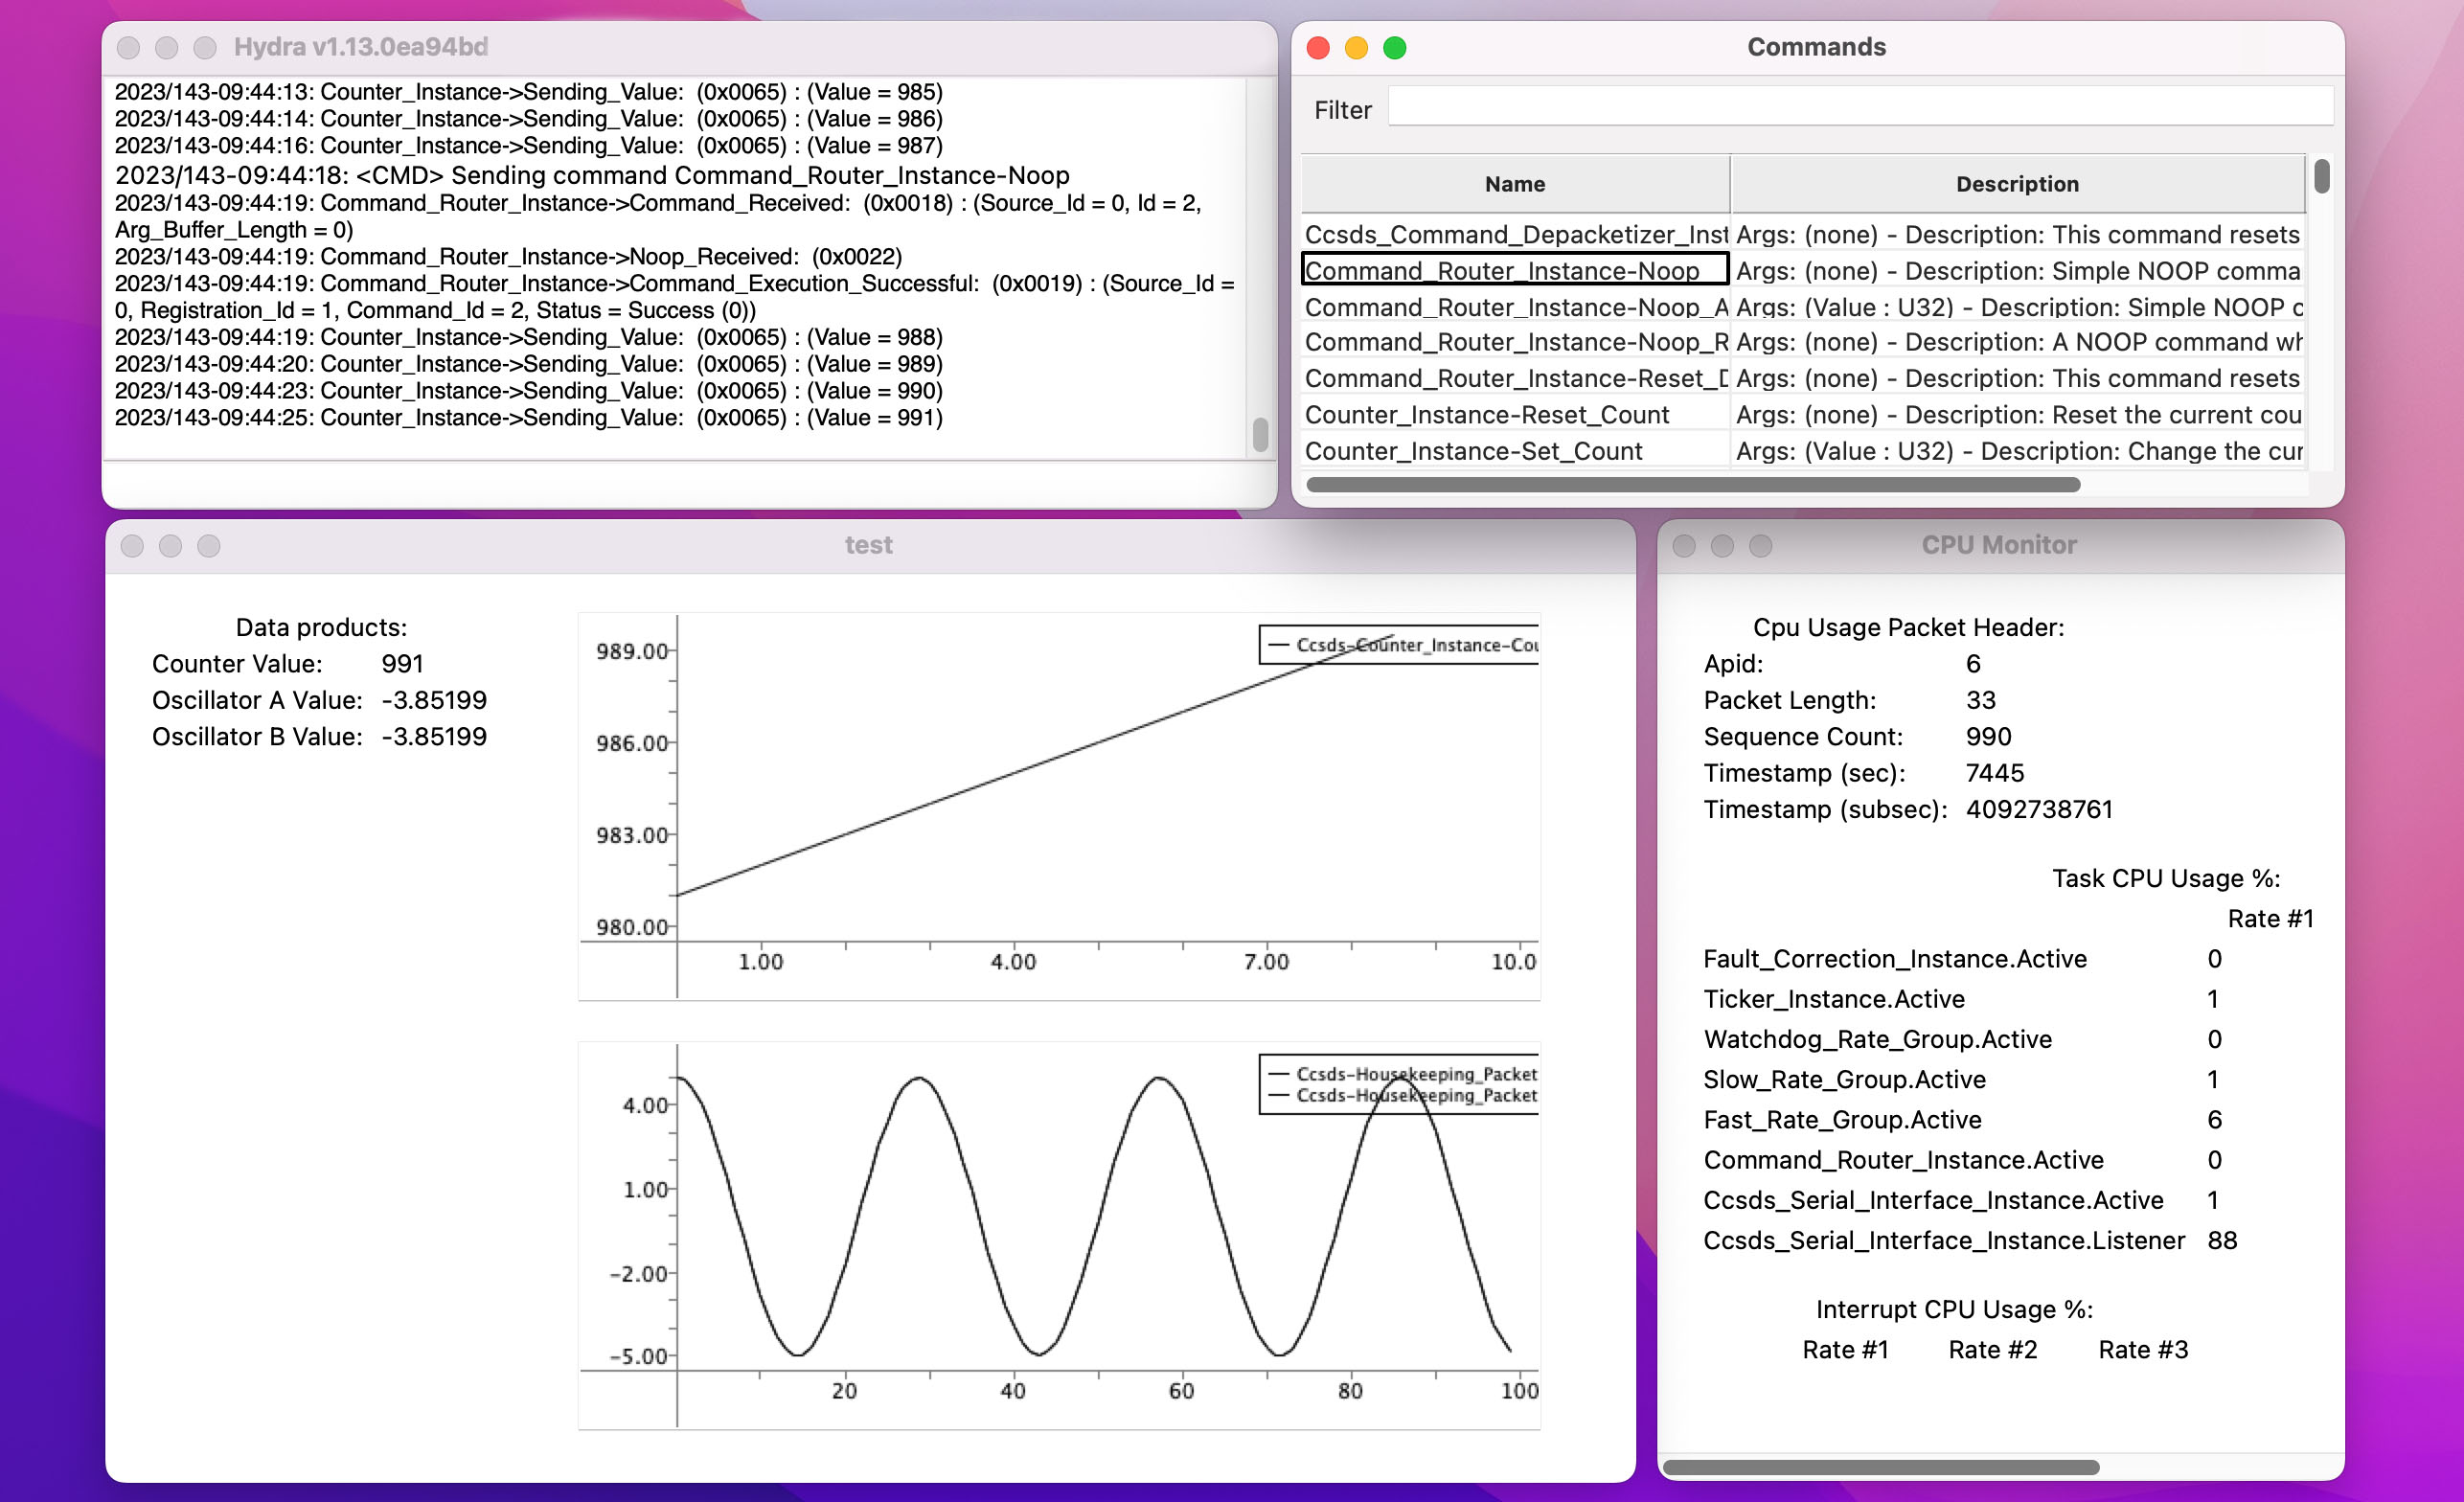 Hydra v1.13.0ea94bd
2023/143-09:44:13: Counter_Instance->Sending_Value:  (0x0065) : (Value = 985)
2023/143-09:44:14: Counter_Instance->Sending_Value:  (0x0065) : (Value = 986)
2023/143-09:44:16: Counter_Instance->Sending_Value:  (0x0065) : (Value = 987)
2023/143-09:44:18: <CMD> Sending command Command_Router_Instance-Noop
2023/143-09:44:19: Command_Router_Instance->Command_Received:  (0x0018) : (Source_Id = 0, Id = 2,
Arg_Buffer_Length = 0)
2023/143-09:44:19: Command_Router_Instance->Noop_Received:  (0x0022)
2023/143-09:44:19: Command_Router_Instance->Command_Execution_Successful:  (0x0019) : (Source_Id =
0, Registration_Id = 1, Command_Id = 2, Status = Success (0))
2023/143-09:44:19: Counter_Instance->Sending_Value:  (0x0065) : (Value = 988)
2023/143-09:44:20: Counter_Instance->Sending_Value:  (0x0065) : (Value = 989)
2023/143-09:44:23: Counter_Instance->Sending_Value:  (0x0065) : (Value = 990)
2023/143-09:44:25: Counter_Instance->Sending_Value:  (0x0065) : (Value = 991)
Commands
Filter
Name Description
Ccsds_Command_Depacketizer_Inst Args: (none) - Description: This command resets
Command_Router_Instance-Noop Args: (none) - Description: Simple NOOP comma
Command_Router_Instance-Noop_A Args: (Value : U32) - Description: Simple NOOP c
Command_Router_Instance-Noop_R Args: (none) - Description: A NOOP command wh
Command_Router_Instance-Reset_D Args: (none) - Description: This command resets
Counter_Instance-Reset_Count Args: (none) - Description: Reset the current cou
Counter_Instance-Set_Count Args: (Value : U32) - Description: Change the cur
test
Data products:
Counter Value: 991
Oscillator A Value: -3.85199
Oscillator B Value: -3.85199
Ccsds-Counter_Instance-Cou
989.00
986.00
983.00
980.00
1.00 4.00 7.00 10.0
Ccsds-Housekeeping_Packet
Ccsds-Housekeeping_Packet
4.00
1.00
-2.00
-5.00
20 40 60 80 100
CPU Monitor
Cpu Usage Packet Header:
Apid: 6
Packet Length: 33
Sequence Count: 990
Timestamp (sec): 7445
Timestamp (subsec): 4092738761
Task CPU Usage %:
Rate #1
Fault_Correction_Instance.Active 0
Ticker_Instance.Active 1
Watchdog_Rate_Group.Active 0
Slow_Rate_Group.Active 1
Fast_Rate_Group.Active 6
Command_Router_Instance.Active 0
Ccsds_Serial_Interface_Instance.Active 1
Ccsds_Serial_Interface_Instance.Listener 88
Interrupt CPU Usage %:
Rate #1 Rate #2 Rate #3